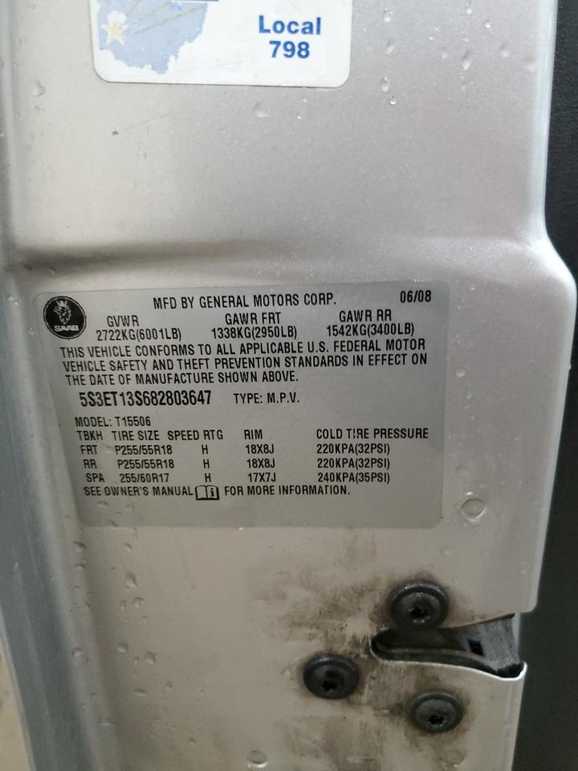 Local
798
MFD BY GENERAL MOTORS CORP. 06/08
SAAB
GVWR GAWR FRT GAWR RR
2722KG(6001LB) 1338KG(2950LB) 1542KG(3400LB)
THIS VEHICLE CONFORMS TO ALL APPLICABLE U.S. FEDERAL MOTOR
VEHICLE SAFETY AND THEFT PREVENTION STANDARDS IN EFFECT ON
THE DATE OF MANUFACTURE SHOWN ABOVE.
5S3ET13S682803647 TYPE: M.P.V.
MODEL: T15506
TBKH TIRE SIZE SPEED RTG RIM COLD TIRE PRESSURE
FRT P255/55R18 H 18X8J 220KPA(32PSI)
RR P255/55R18 H 18X8J 220KPA(32PSI)
SPA 255/60R17 H 17X7J 240KPA(35PSI)
SEE OWNER'S MANUAL FOR MORE INFORMATION.